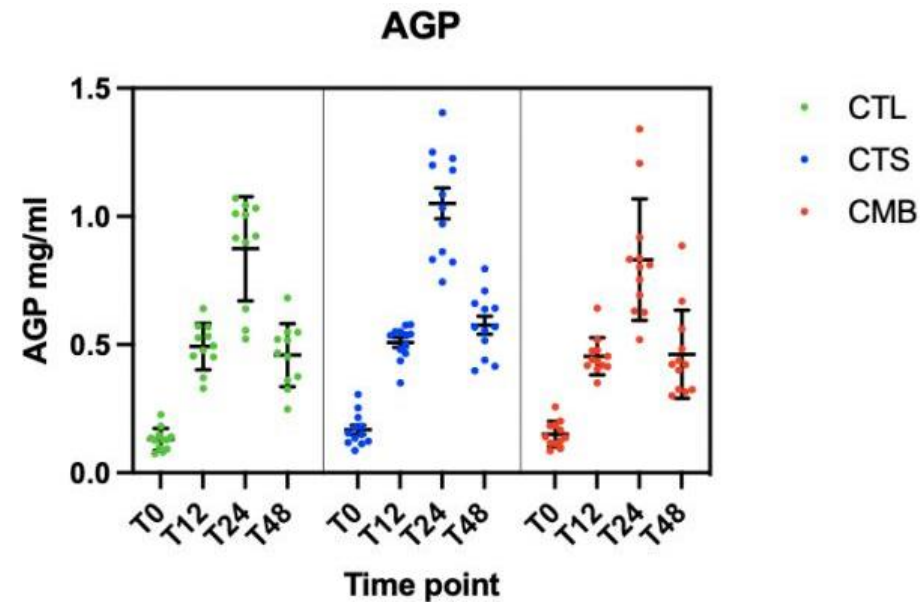 AGP
1.5
1.0
0.5
0.0
AGP mg/ml
T0 T12 T24 T48 T0 T12 T24 T48 T0 T12 T24 T48
Time point
CTL
CTS
CMB